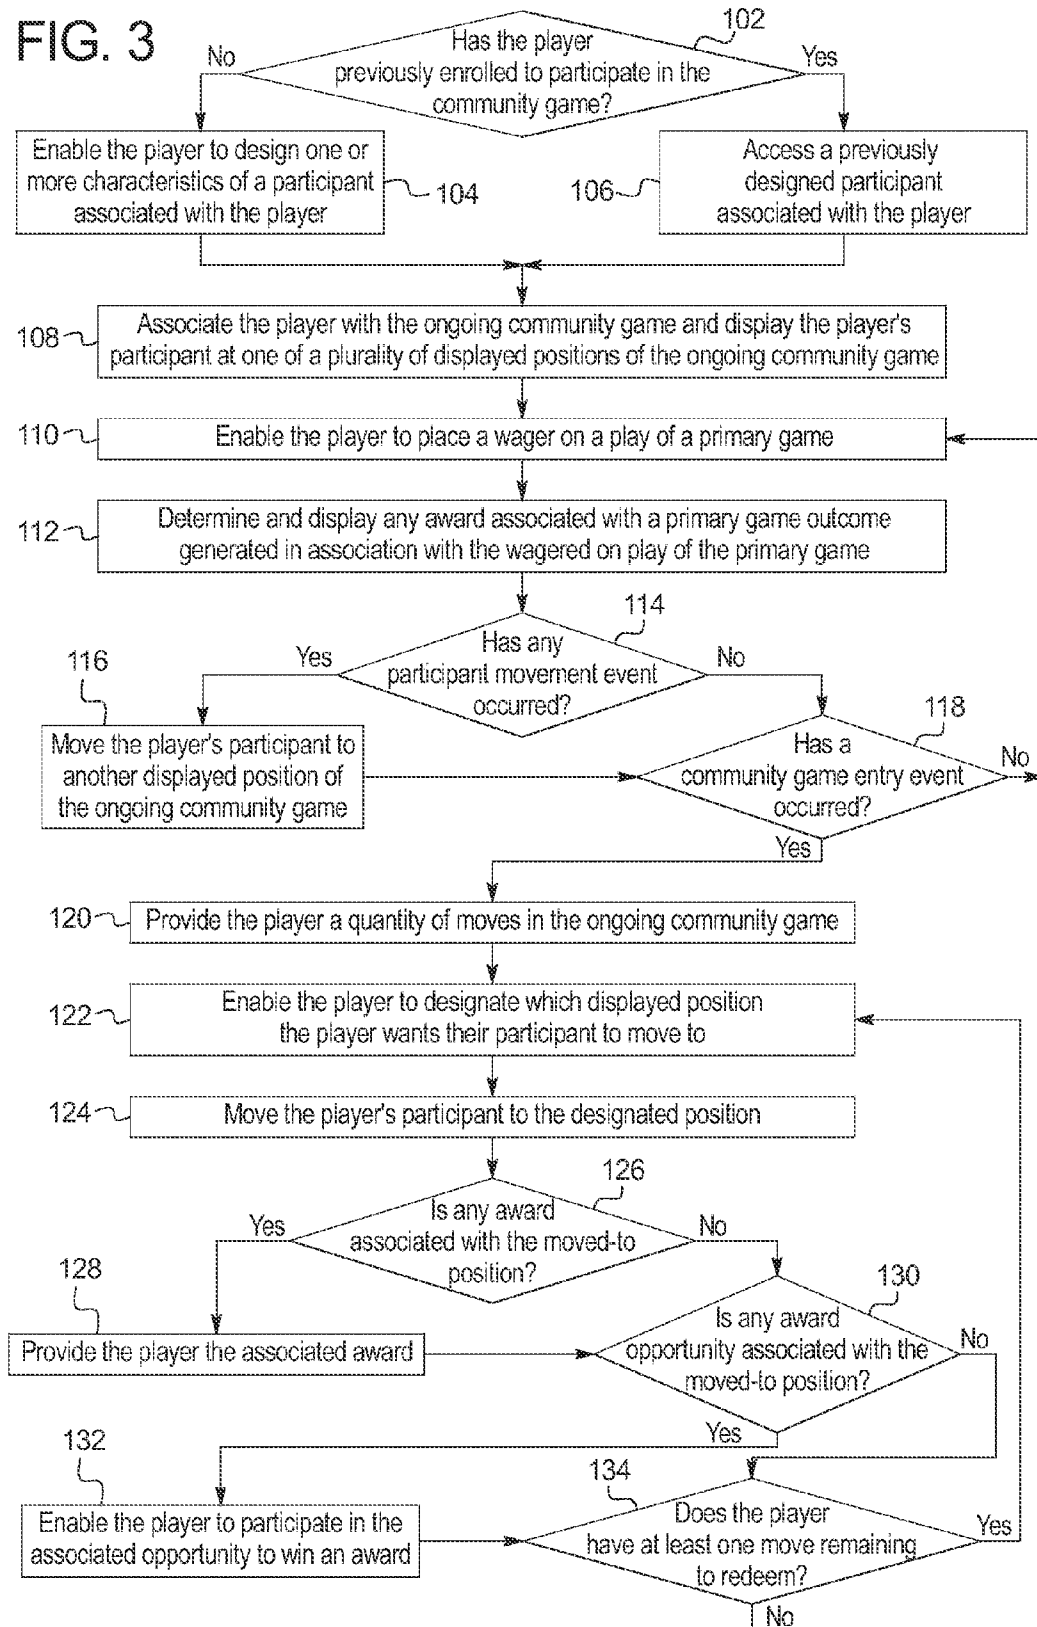 FIG. 3
102
Has the player
previously enrolled to participate in the
community game?
No
Yes
Enable the player to design one or
more characteristics of a participant
associated with the player
104
106
Access a previously
designed participant
associated with the player
108
Associate the player with the ongoing community game and display the player's
participant at one of a plurality of displayed positions of the ongoing community game
110
Enable the player to place a wager on a play of a primary game
112
Determine and display any award associated with a primary game outcome
generated in association with the wagered on play of the primary game
114
Has any
participant movement event
occurred?
Yes
No
116
Move the player's participant to
another displayed position of
the ongoing community game
118
Has a
community game entry event
occurred?
No
Yes
120
Provide the player a quantity of moves in the ongoing community game
122
Enable the player to designate which displayed position
the player wants their participant to move to
124
Move the player's participant to the designated position
126
Is any award
associated with the moved-to
position?
Yes
No
128
Provide the player the associated award
130
Is any award
opportunity associated with the
moved-to position?
No
Yes
132
Enable the player to participate in the
associated opportunity to win an award
134
Does the player
have at least one move remaining
to redeem?
Yes
No